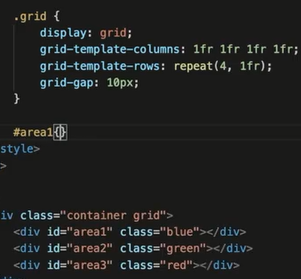 .grid {
display: grid;
grid-template-columns: 1fr 1fr 1fr 1fr;
grid-template-rows: repeat(4, 1fr);
grid-gap: 10px;
}
#area1{}
style>
>
iv class="container grid">
<div id="area1" class="blue"></div>
<div id="area2" class="green"></div>
<div id="area3" class="red"></div>